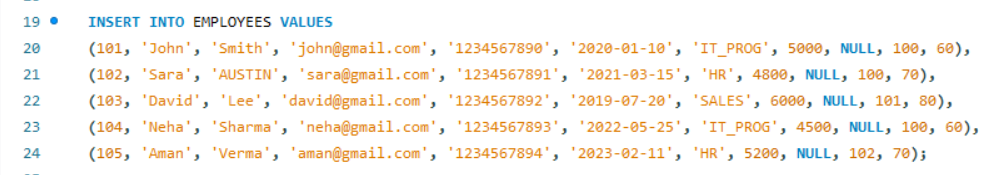 19 INSERT INTO EMPLOYEES VALUES
20 (101, 'John', 'Smith', 'john@gmail.com', '1234567890', '2020-01-10', 'IT_PROG', 5000, NULL, 100, 60),
21 (102, 'Sara', 'AUSTIN', 'sara@gmail.com', '1234567891', '2021-03-15', 'HR', 4800, NULL, 100, 70),
22 (103, 'David', 'Lee', 'david@gmail.com', '1234567892', '2019-07-20', 'SALES', 6000, NULL, 101, 80),
23 (104, 'Neha', 'Sharma', 'neha@gmail.com', '1234567893', '2022-05-25', 'IT_PROG', 4500, NULL, 100, 60),
24 (105, 'Aman', 'Verma', 'aman@gmail.com', '1234567894', '2023-02-11', 'HR', 5200, NULL, 102, 70);